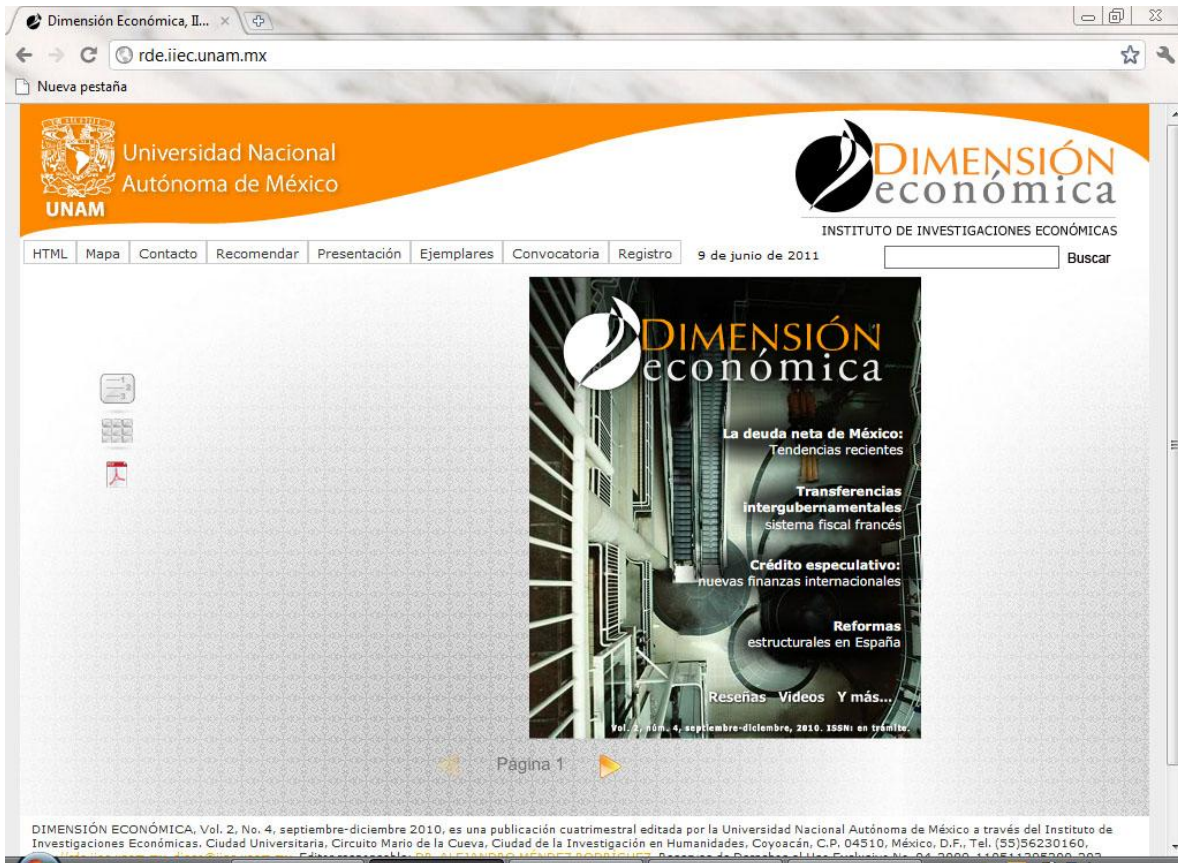 Dimensión Económica, II...
rde.iiec.unam.mx
Nueva pestaña
Universidad Nacional
Autónoma de México
UNAM
DIMENSIÓN
económica
INSTITUTO DE INVESTIGACIONES ECONÓMICAS
HTML Mapa Contacto Recomendar Presentación Ejemplares Convocatoria Registro 9 de junio de 2011 Buscar
DIMENSIÓN
económica
La deuda neta de México:
Tendencias recientes
Transferencias
intergubernamentales
sistema fiscal francés
Crédito especulativo:
nuevas finanzas internacionales
Reformas
estructurales en España
Reseñas Videos Y más...
Vol. 2, núm. 4, septiembre-diciembre, 2010. ISSN: en trámite.
Página 1
DIMENSIÓN ECONÓMICA, Vol. 2, No. 4, septiembre-diciembre 2010, es una publicación cuatrimestral editada por la Universidad Nacional Autónoma de México a través del Instituto de
Investigaciones Económicas. Ciudad Universitaria, Circuito Mario de la Cueva, Ciudad de la Investigación en Humanidades, Coyoacán, C.P. 04510, México, D.F., Tel. (55)56230160,